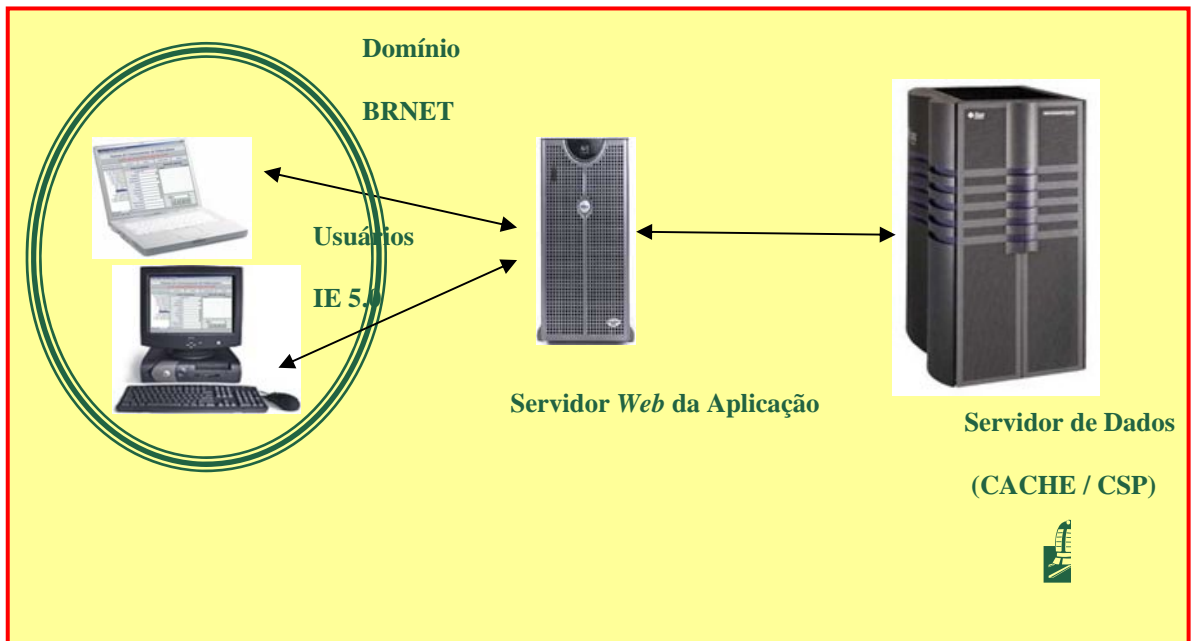 Domínio
BRNET
Usuários
IE 5.0
Servidor Web da Aplicação
Servidor de Dados
(CACHE / CSP)